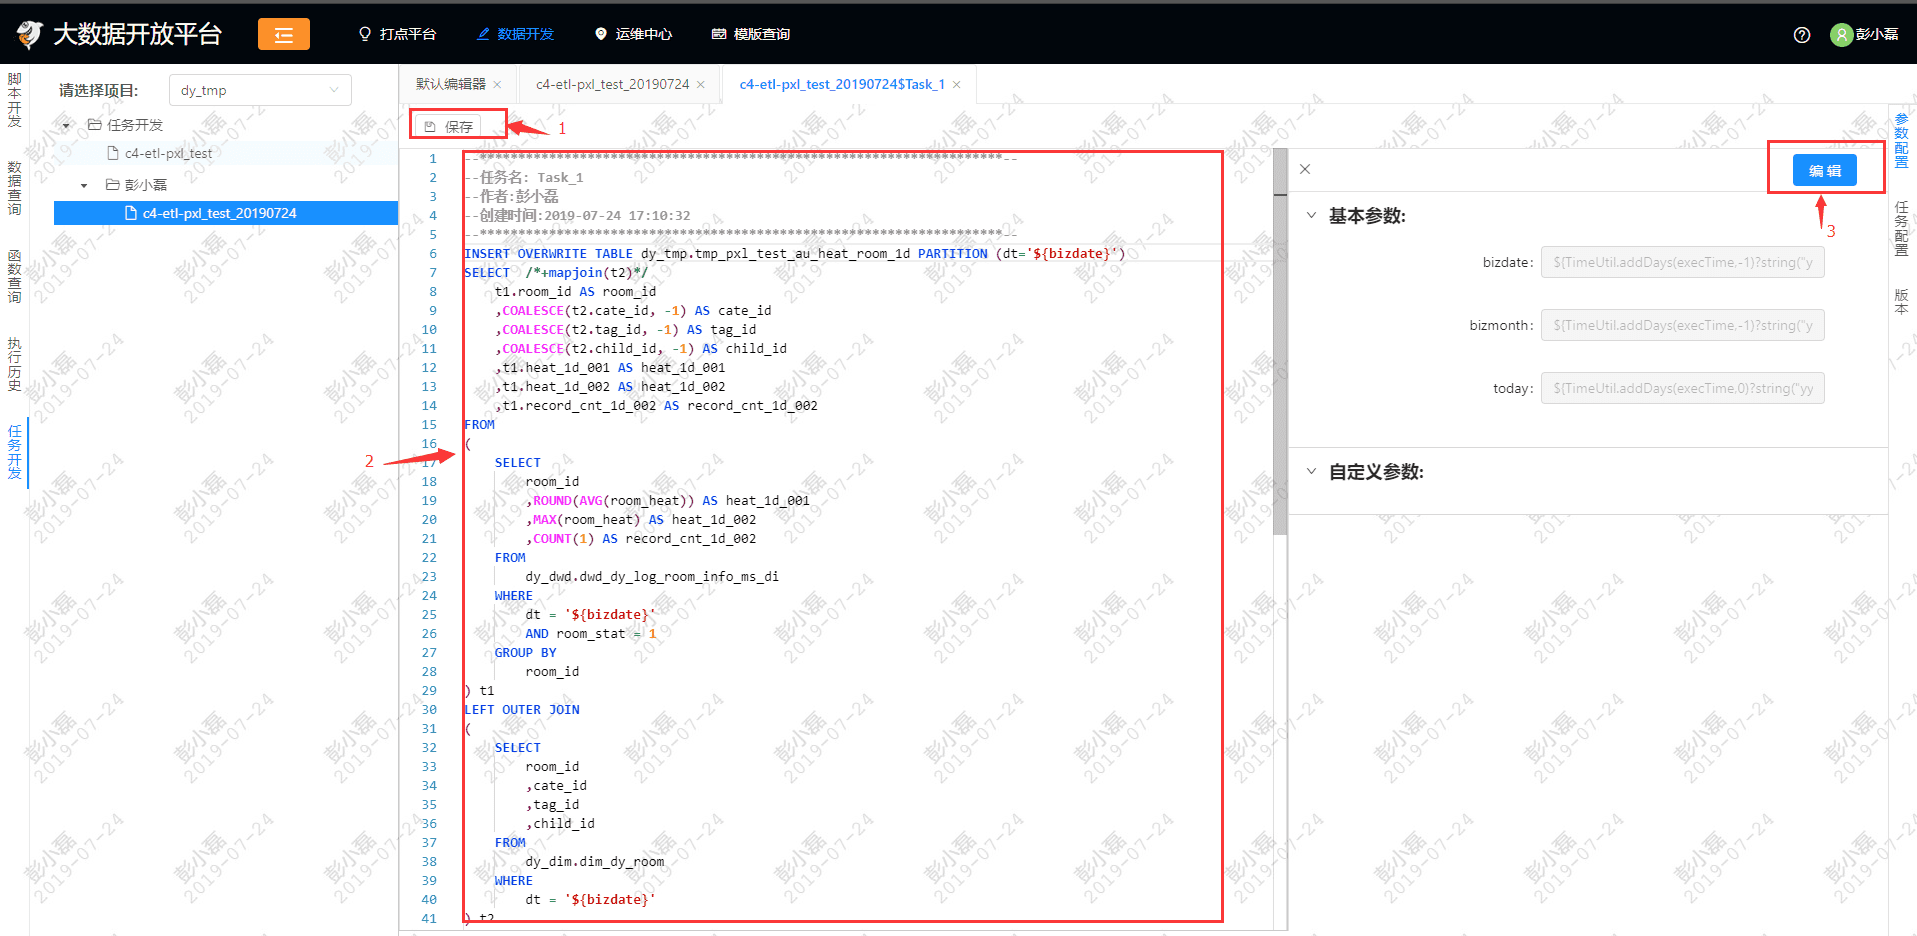 大数据开放平台
打点平台
数据开发
运维中心
模版查询
彭小磊
脚本开发
数据查询
函数查询
执行历史
任务开发
请选择项目:
dy_tmp
任务开发
c4-etl-pxl_test
彭小磊
c4-etl-pxl_test_20190724
默认编辑器 ×
c4-etl-pxl_test_20190724 ×
c4-etl-pxl_test_20190724$Task_1 ×
保存
1
2
3
1 --********************************************************************--
2 --任务名: Task_1
3 --作者:彭小磊
4 --创建时间:2019-07-24 17:10:32
5 --********************************************************************--
6 INSERT OVERWRITE TABLE dy_tmp.tmp_pxl_test_au_heat_room_1d PARTITION (dt='${bizdate}')
7 SELECT /*+mapjoin(t2)*/
8 t1.room_id AS room_id
9 ,COALESCE(t2.cate_id, -1) AS cate_id
10 ,COALESCE(t2.tag_id, -1) AS tag_id
11 ,COALESCE(t2.child_id, -1) AS child_id
12 ,t1.heat_1d_001 AS heat_1d_001
13 ,t1.heat_1d_002 AS heat_1d_002
14 ,t1.record_cnt_1d_002 AS record_cnt_1d_002
15 FROM
16 (
17 SELECT
18 room_id
19 ,ROUND(AVG(room_heat)) AS heat_1d_001
20 ,MAX(room_heat) AS heat_1d_002
21 ,COUNT(1) AS record_cnt_1d_002
22 FROM
23 dy_dwd.dwd_dy_log_room_info_ms_di
24 WHERE
25 dt = '${bizdate}'
26 AND room_stat = 1
27 GROUP BY
28 room_id
29 ) t1
30 LEFT OUTER JOIN
31 (
32 SELECT
33 room_id
34 ,cate_id
35 ,tag_id
36 ,child_id
37 FROM
38 dy_dim.dim_dy_room
39 WHERE
40 dt = '${bizdate}'
41 ) t2
编辑
基本参数:
bizdate: ${TimeUtil.addDays(execTime,-1)?string("y
bizmonth: ${TimeUtil.addDays(execTime,-1)?string("y
today: ${TimeUtil.addDays(execTime,0)?string("yy
自定义参数:
参数配置
任务配置
版本
彭小磊
2019-07-24